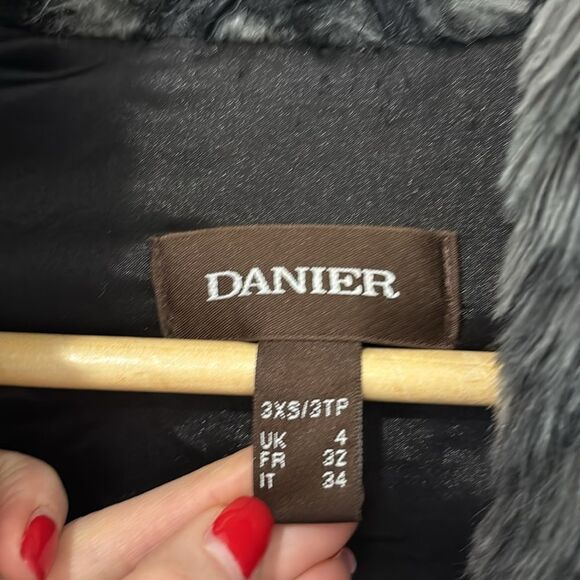 DANIER
3XS/3TP
UK 4
FR 32
IT 34